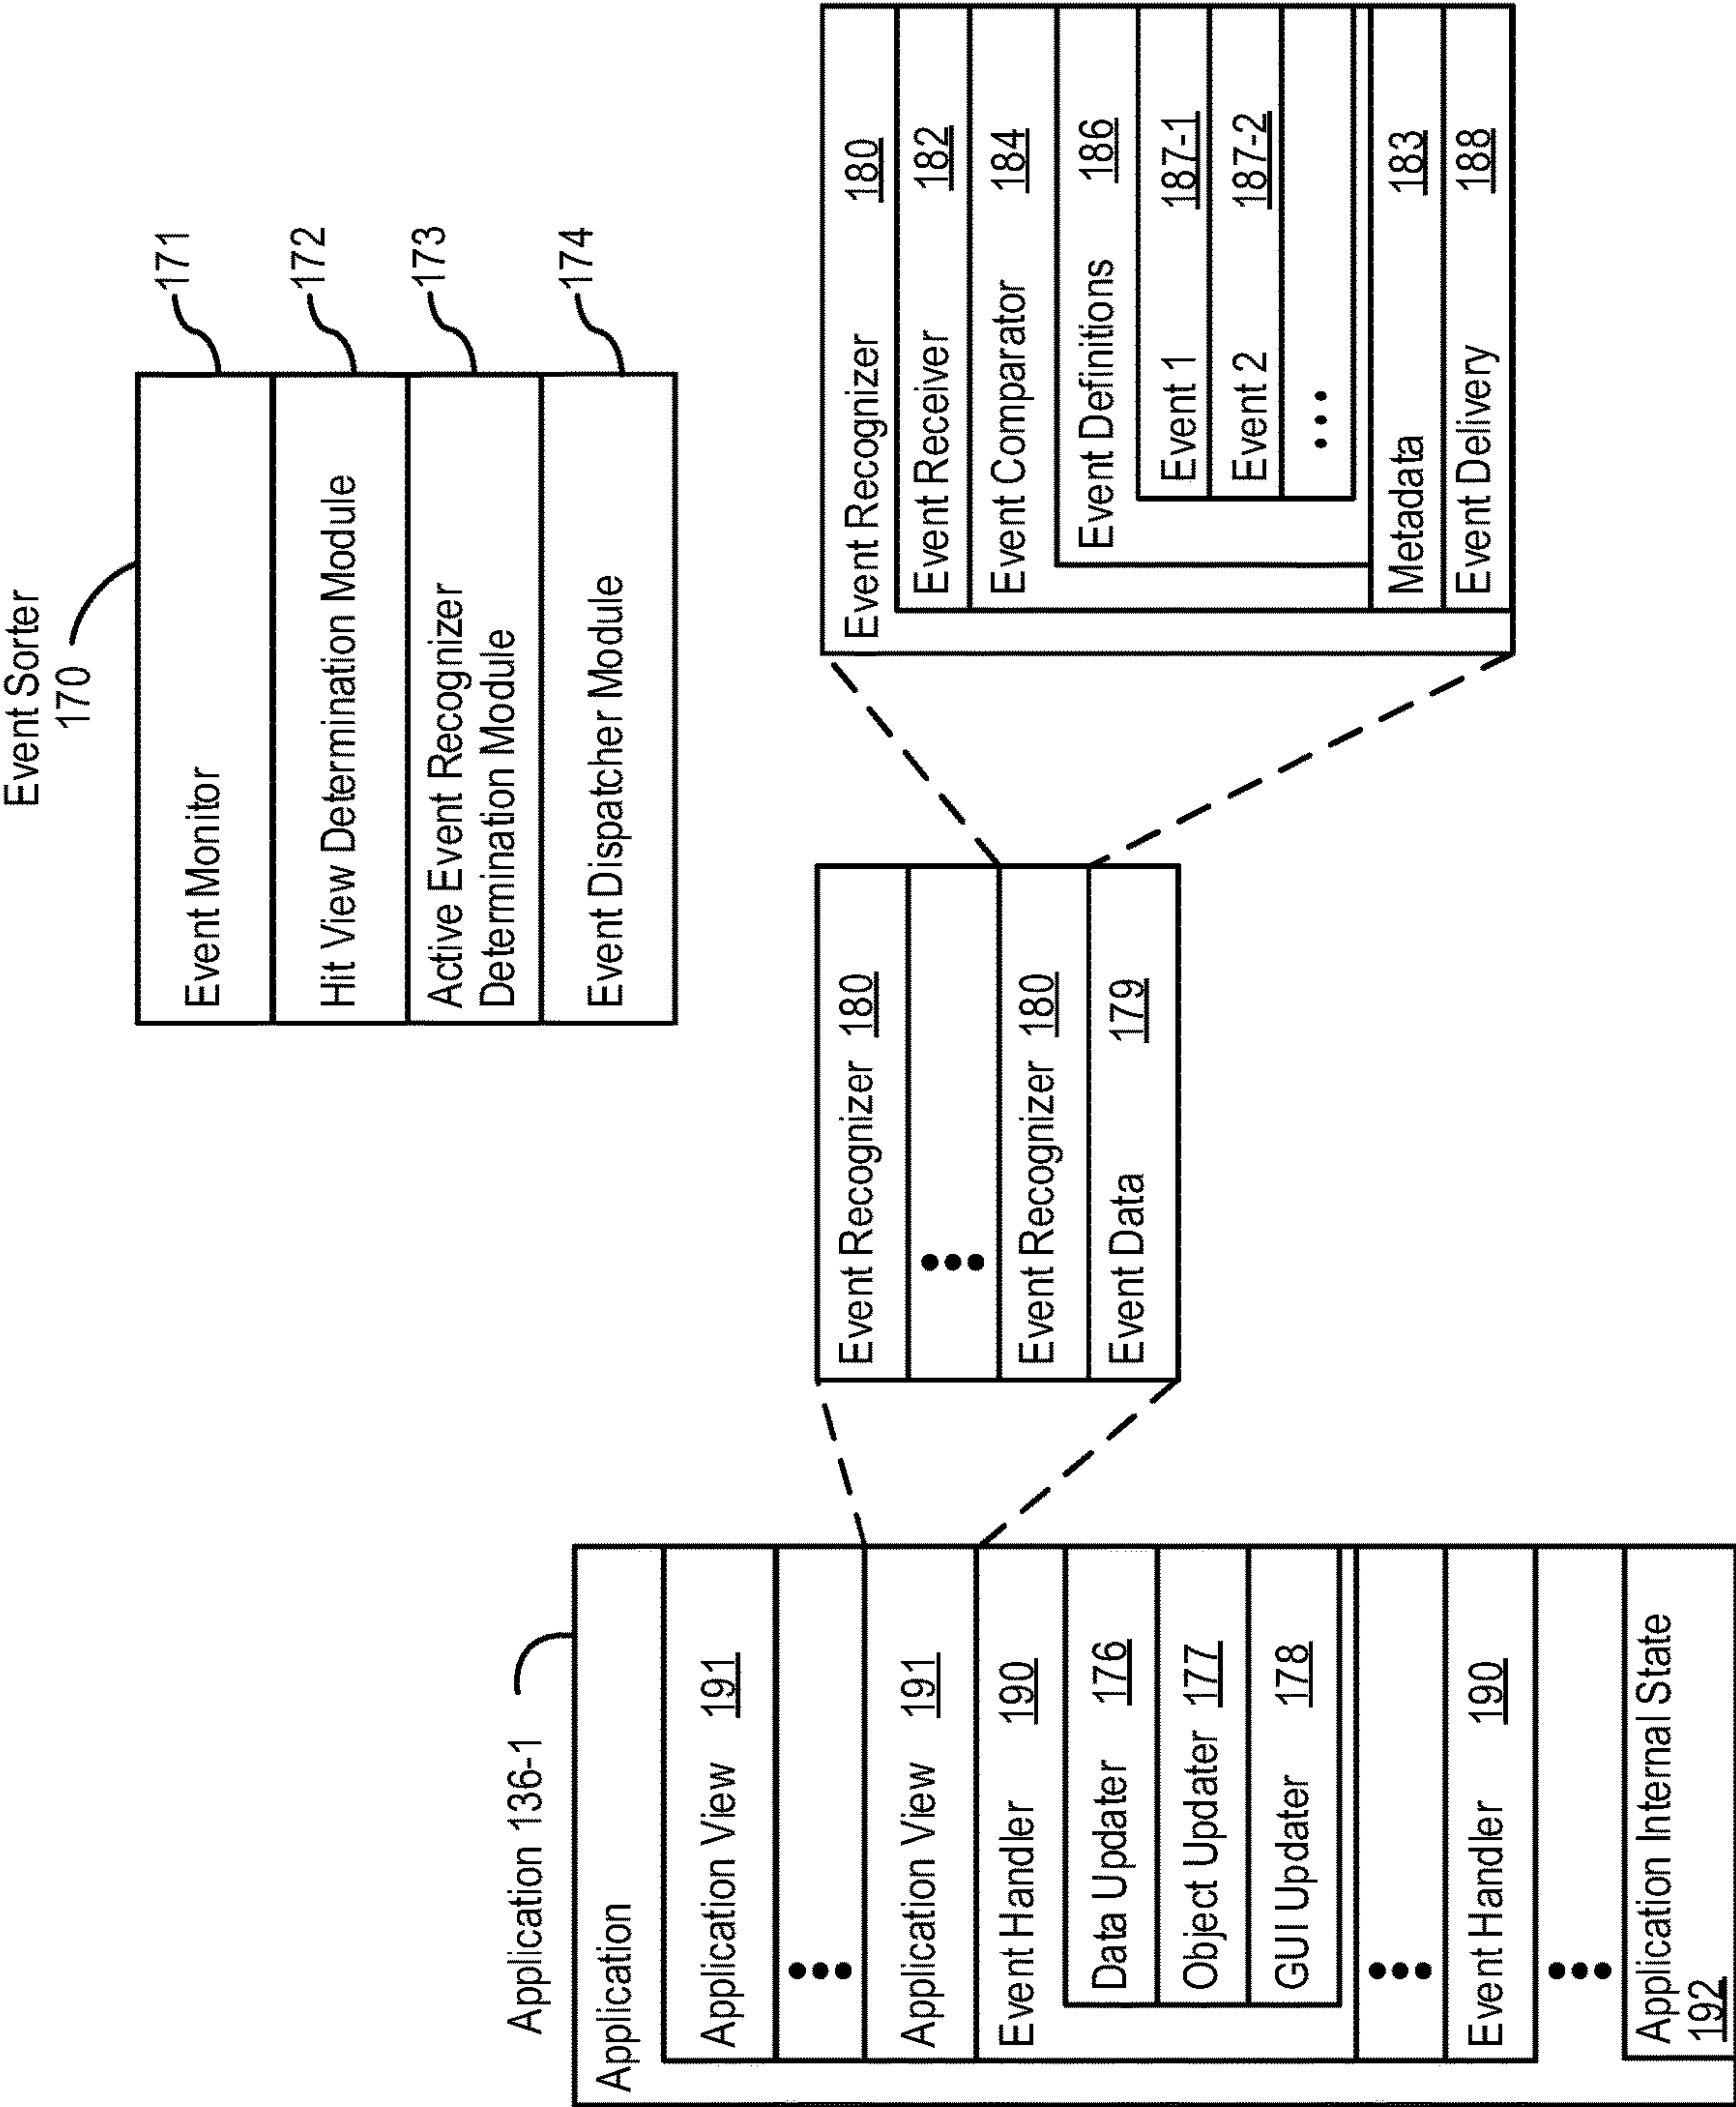 Event Sorter
170
Event Monitor
171
Hit View Determination Module
172
Active Event Recognizer
Determination Module
173
Event Dispatcher Module
174
Application 136-1
Application
Application View 191
•••
Application View 191
Event Handler 190
Data Updater 176
Object Updater 177
GUI Updater 178
•••
Event Handler 190
•••
Application Internal State
192
Event Recognizer 180
•••
Event Recognizer 180
Event Data 179
Event Recognizer 180
Event Receiver 182
Event Comparator 184
Event Definitions 186
Event 1 187-1
Event 2 187-2
•••
Metadata 183
Event Delivery 188